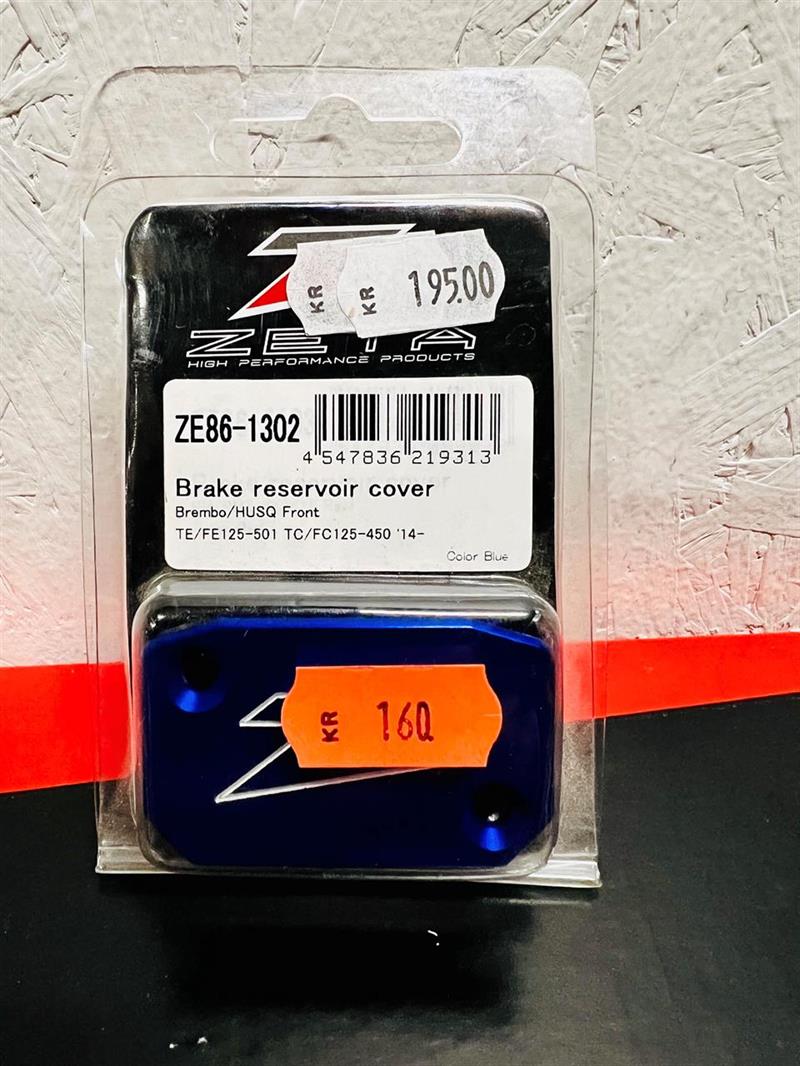 KR
KR 195.00
ZETA
HIGH PERFORMANCE PRODUCTS
ZE86-1302
4 547836 219313
Brake reservoir cover
Brembo/HUSQ Front
TE/FE125-501 TC/FC125-450 '14-
Color Blue
KR 160